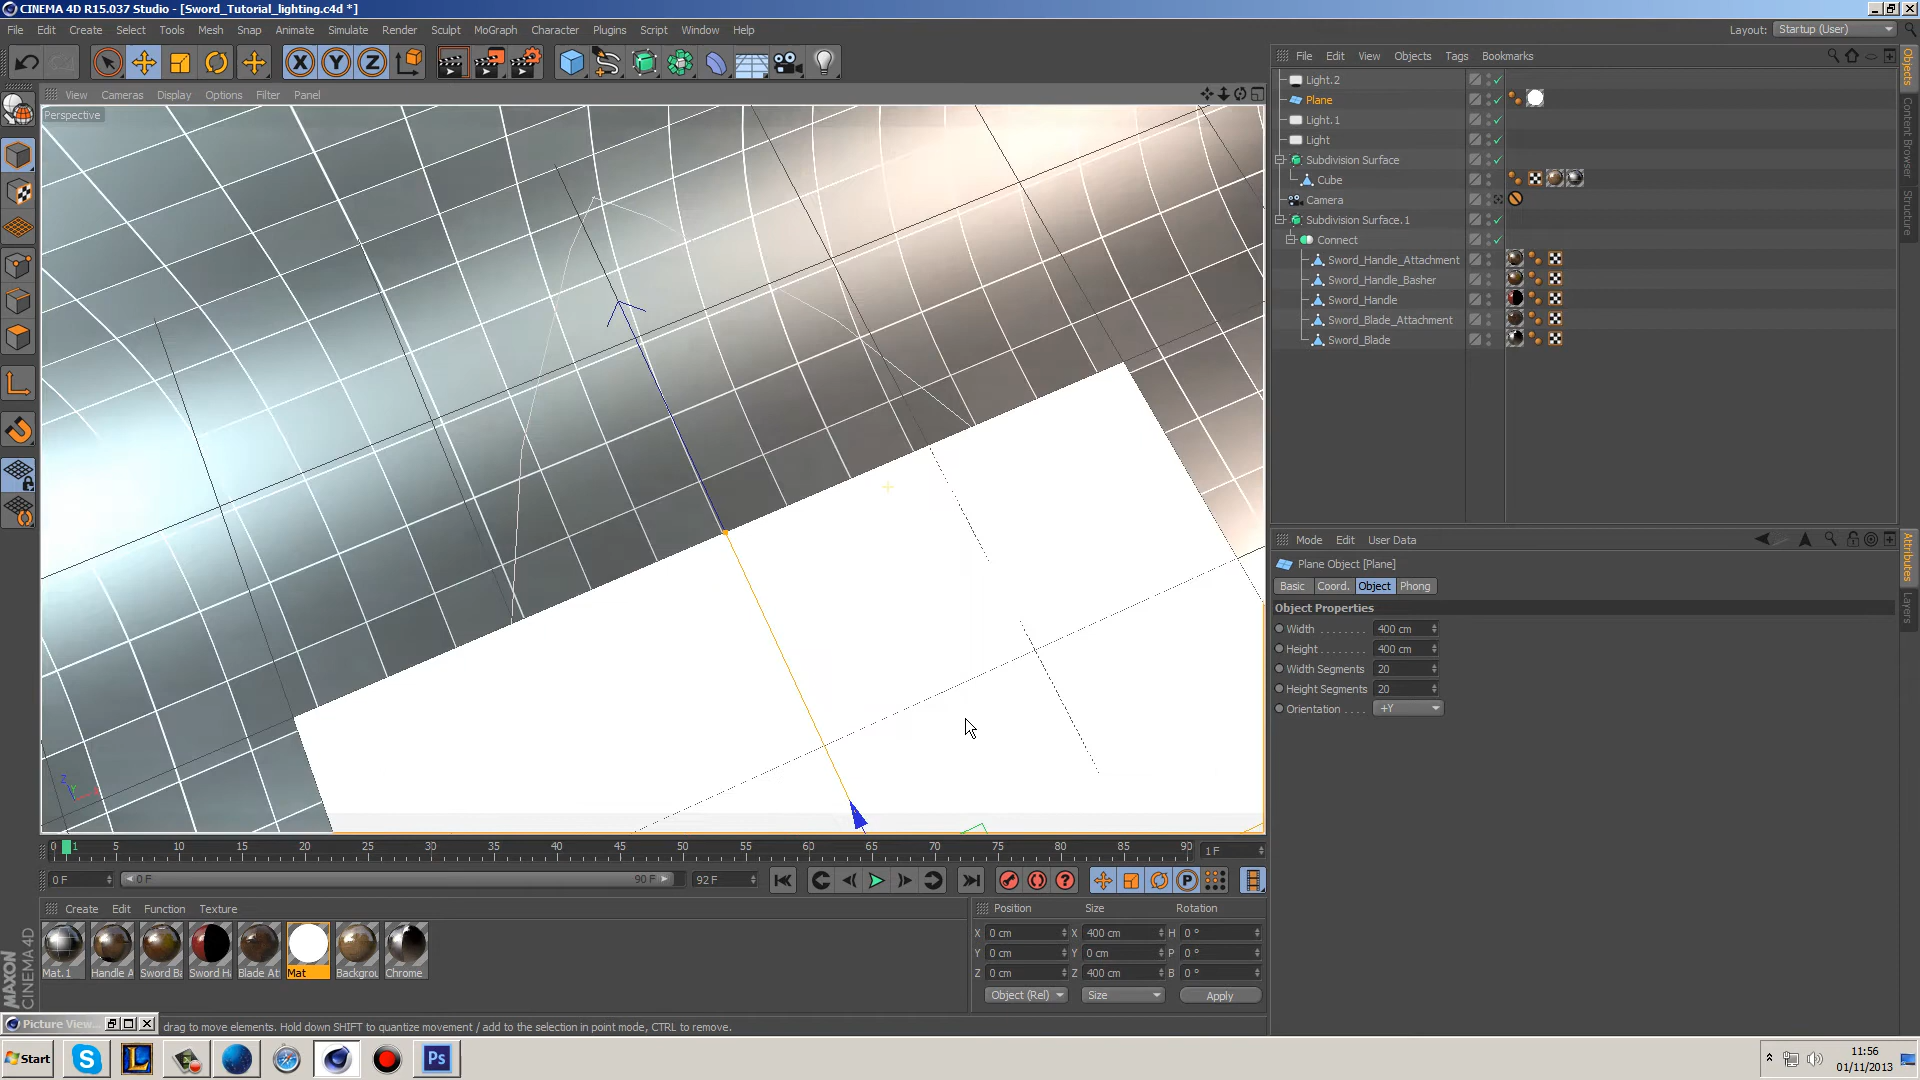 CINEMA 4D R15.037 Studio - [Sword_Tutorial_lighting.c4d *]
File Edit Create Select Tools Mesh Snap Animate Simulate Render Sculpt MoGraph Character Plugins Script Window Help
Layout: Startup (User)
File Edit View Objects Tags Bookmarks
View Cameras Display Options Filter Panel
Perspective
Light.2
Plane
Light.1
Light
Subdivision Surface
Cube
Camera
Subdivision Surface.1
Connect
Sword_Handle_Attachment
Sword_Handle_Basher
Sword_Handle
Sword_Blade_Attachment
Sword_Blade
Objects
Content Browser
Structure
Mode Edit User Data
Plane Object [Plane]
Basic Coord. Object Phong
Object Properties
Width . . . . . . . . 400 cm
Height . . . . . . . 400 cm
Width Segments 20
Height Segments 20
Orientation . . . . +Y
Attributes
Layers
X Y Z
Z Y X
0 1 5 10 15 20 25 30 35 40 45 50 55 60 65 70 75 80 85 90
1 F
0 F 0 F 90 F 92 F
P
Create Edit Function Texture
Mat.1 Handle A Sword Ba Sword H Blade Att Mat Backgrou Chrome
Position Size Rotation
X 0 cm X 400 cm H 0 °
Y 0 cm Y 0 cm P 0 °
Z 0 cm Z 400 cm B 0 °
Object (Rel) Size Apply
MAXON
CINEMA 4D
Picture View...
drag to move elements. Hold down SHIFT to quantize movement / add to the selection in point mode, CTRL to remove.
Start
Ps
11:56
01/11/2013